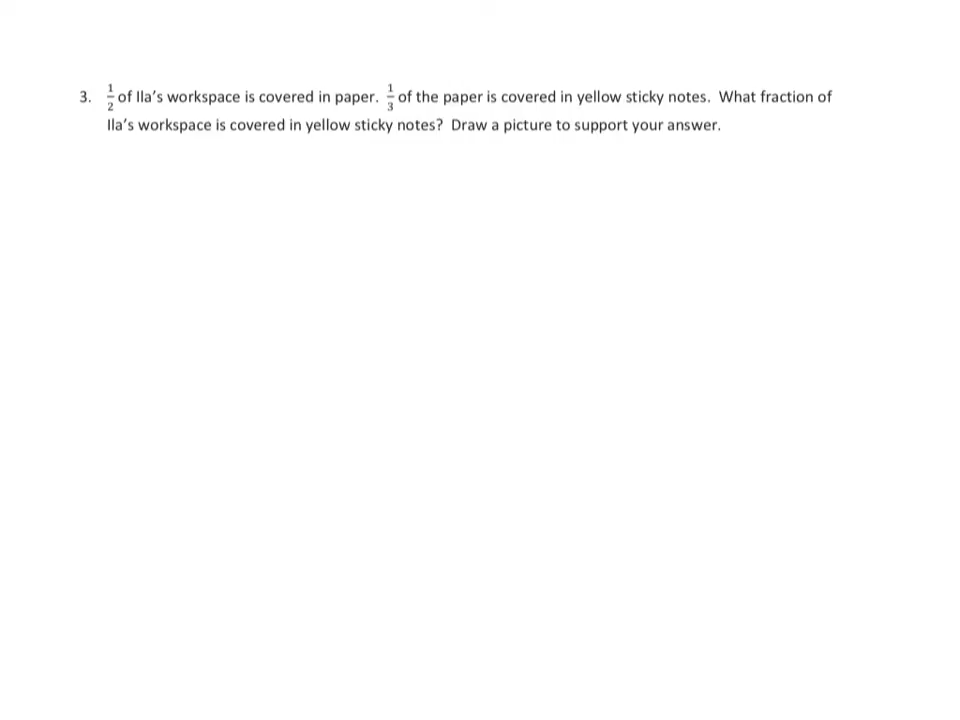 3. 1/2 of Ila's workspace is covered in paper. 1/3 of the paper is covered in yellow sticky notes. What fraction of
Ila's workspace is covered in yellow sticky notes? Draw a picture to support your answer.